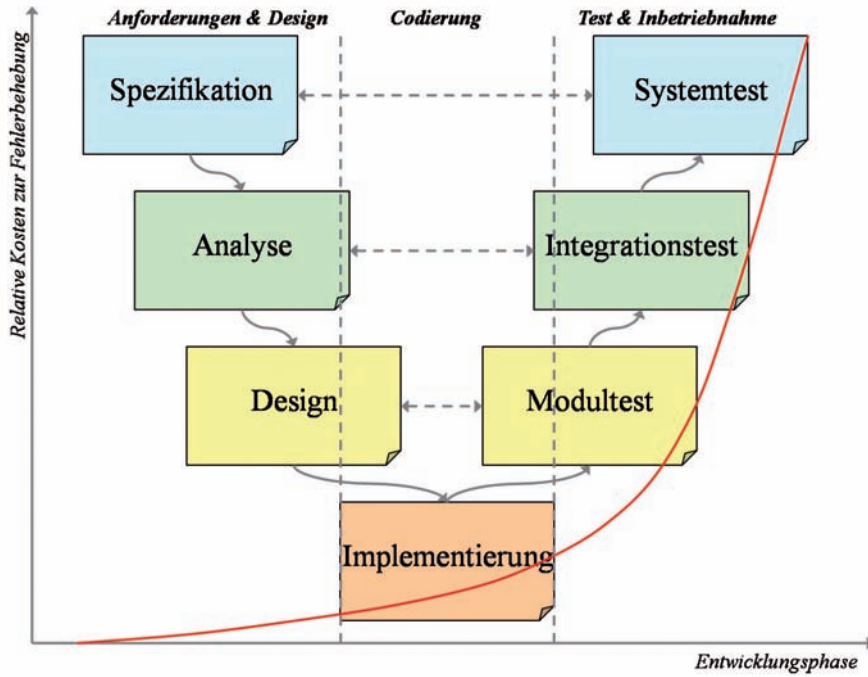 Anforderungen & Design
Codierung
Test & Inbetriebnahme
Relative Kosten zur Fehlerbehebung
Spezifikation
Systemtest
Analyse
Integrationstest
Design
Modultest
Implementierung
Entwicklungsphase